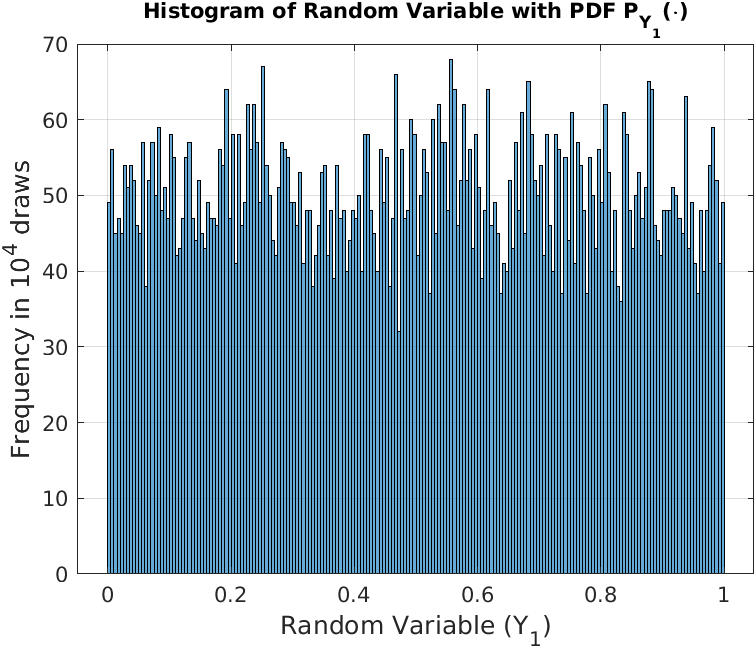 Histogram of Random Variable with PDF P_{Y_1}(·)
70
60
50
40
30
20
10
0
Frequency in 10^4 draws
0 0.2 0.4 0.6 0.8 1
Random Variable (Y_1)